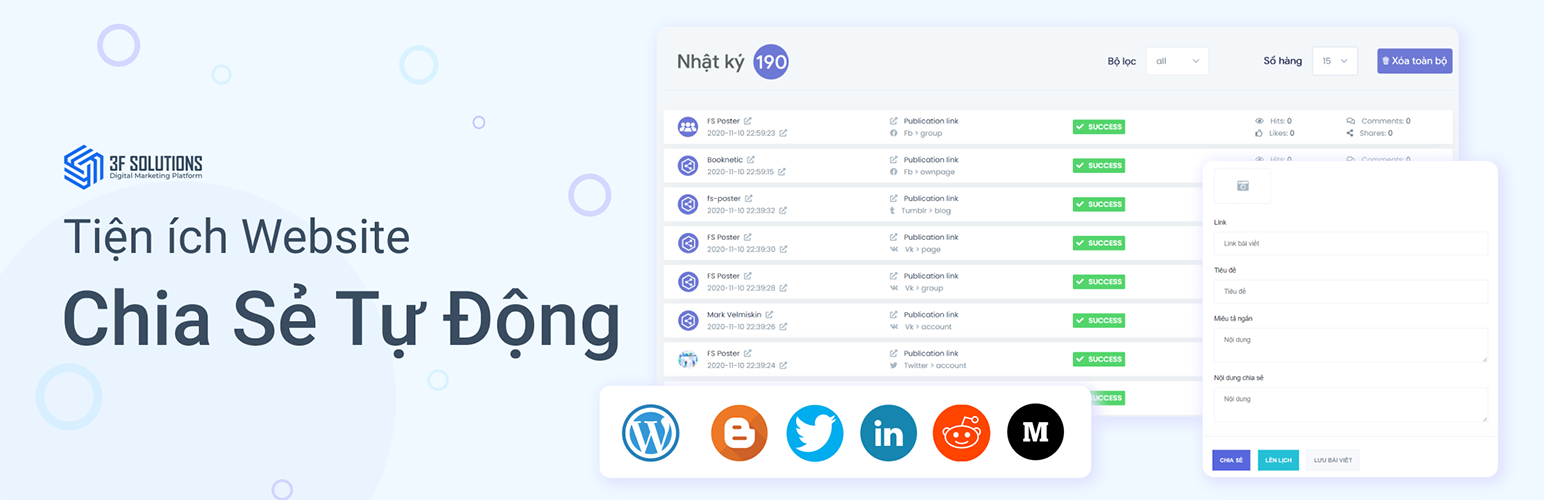 3F SOLUTIONS
Digital Marketing Platform
Tiện ích Website
Chia Sẻ Tự Động
Nhật ký 190
Bộ lọc all
Số hàng 15
Xóa toàn bộ
FS Poster
2020-11-10 22:59:23
Publication link
Fb > group
SUCCESS
Hits: 0
Likes: 0
Comments: 0
Shares: 0
Booknetic
2020-11-10 22:59:15
Publication link
Fb > ownpage
SUCCESS
Hits: 0
Comments: 0
fs-poster
2020-11-10 22:39:32
Publication link
Tumblr > blog
SUCCESS
FS Poster
2020-11-10 22:39:30
Publication link
Vk > page
SUCCESS
FS Poster
2020-11-10 22:39:28
Publication link
Vk > group
SUCCESS
Mark Velmiskin
2020-11-10 22:39:26
Publication link
Vk > account
SUCCESS
FS Poster
2020-11-10 22:39:24
Publication link
Twitter > account
SUCCESS
Link
Link bài viết
Tiêu đề
Tiêu đề
Miêu tả ngắn
Nội dung
Nội dung chia sẻ
Nội dung
CHIA SẺ
LÊN LỊCH
LƯU BÀI VIẾT